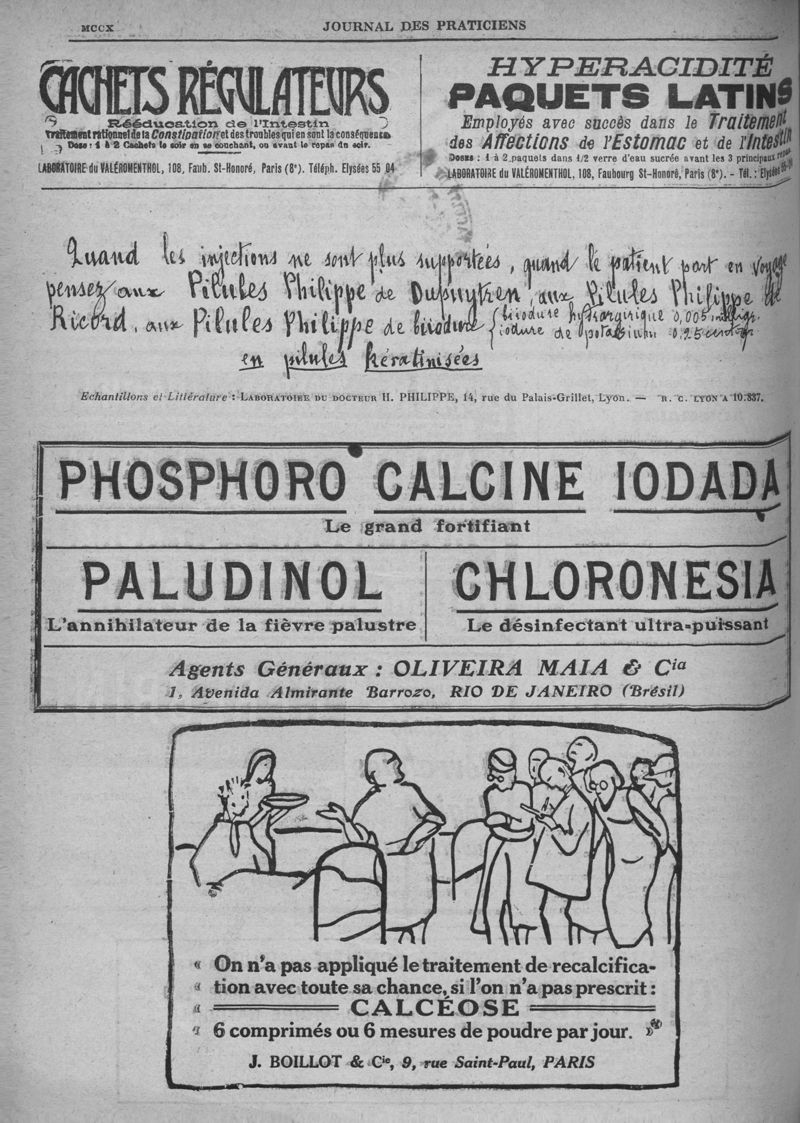 MCCX
JOURNAL DES PRATICIENS
CACHETS RÉGULATEURS
Rééducation de l'Intestin
Traitement rationnel de la Constipation et des troubles qui en sont la conséquence
Dose : 1 à 2 Cachets le soir en se couchant, ou avant le repas du soir.
LABORATOIRE du VALÉROMENTHOL, 108, Faub. St-Honoré, Paris (8e). Téléph. Elysées 55 04
HYPERACIDITÉ
PAQUETS LATINS
Employés avec succès dans le Traitement
des Affections de l'Estomac et de l'Intestin
DOSES : 1 à 2 paquets dans 1/2 verre d'eau sucrée avant les 3 principaux repas
LABORATOIRE du VALÉROMENTHOL, 108, Faubourg St-Honoré, Paris (8e). - Tél. : Elysées
Quand les injections ne sont plus supportées, quand le patient part en voyage
pensez aux Pilules Philippe de Dupuytren, aux Pilules Philippe de
Ricord, aux Pilules Philippe de biiodure { biiodure hydrargirique 0,005 milligr.
iodure de potassium 0,25 centigr.
en pilules kératinisées
Echantillons et Littérature : LABORATOIRE DU DOCTEUR H. PHILIPPE, 14, rue du Palais-Grillet, Lyon. — R. C. LYON A 10.837.
PHOSPHORO CALCINE IODADA
Le grand fortifiant
PALUDINOL
L'annihilateur de la fièvre palustre
CHLORONESIA
Le désinfectant ultra-puissant
Agents Généraux : OLIVEIRA MAIA & Cia
1, Avenida Almirante Barrozo, RIO DE JANEIRO (Brésil)
« On n'a pas appliqué le traitement de recalcifica-
« tion avec toute sa chance, si l'on n'a pas prescrit :
« CALCÉOSE
« 6 comprimés ou 6 mesures de poudre par jour. »
J. BOILLOT & Cie, 9, rue Saint-Paul, PARIS